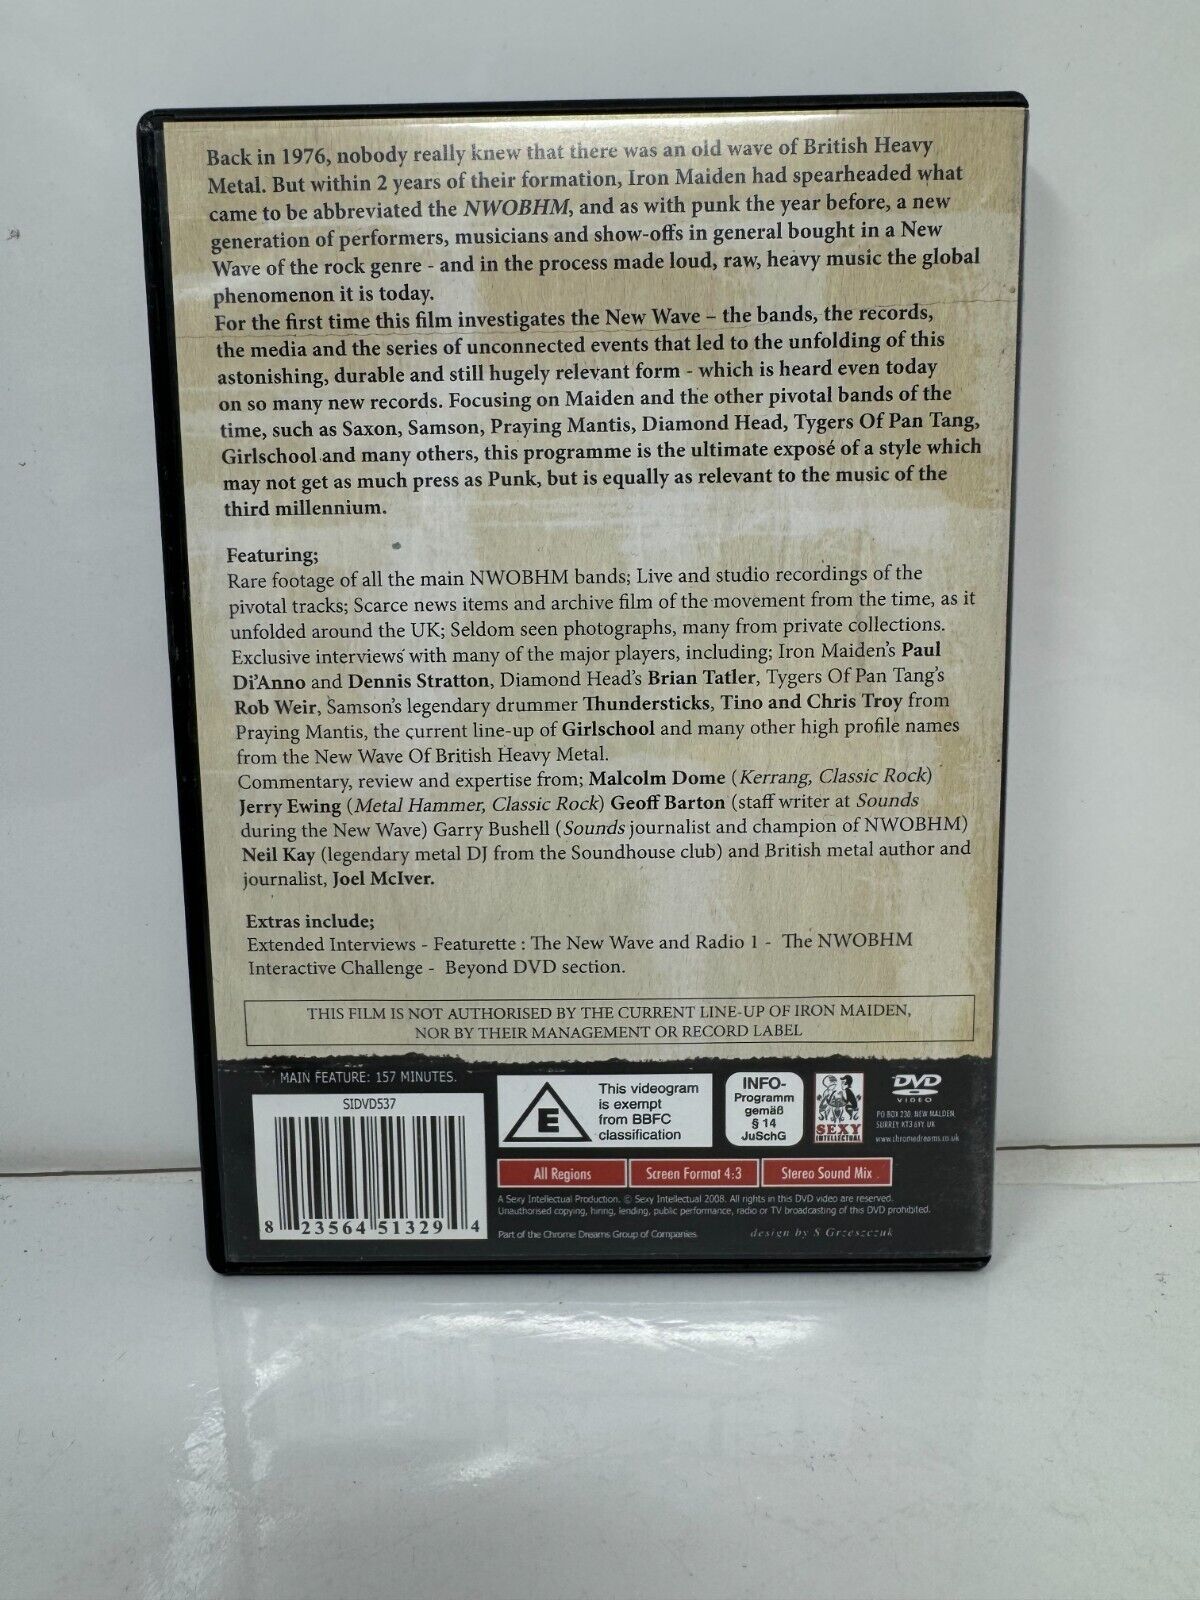 Back in 1976, nobody really knew that there was an old wave of British Heavy
Metal. But within 2 years of their formation, Iron Maiden had spearheaded what
came to be abbreviated the NWOBHM, and as with punk the year before, a new
generation of performers, musicians and show-offs in general bought in a New
Wave of the rock genre - and in the process made loud, raw, heavy music the global
phenomenon it is today.
For the first time this film investigates the New Wave – the bands, the records,
the media and the series of unconnected events that led to the unfolding of this
astonishing, durable and still hugely relevant form - which is heard even today
on so many new records. Focusing on Maiden and the other pivotal bands of the
time, such as Saxon, Samson, Praying Mantis, Diamond Head, Tygers Of Pan Tang,
Girlschool and many others, this programme is the ultimate exposé of a style which
may not get as much press as Punk, but is equally as relevant to the music of the
third millennium.
Featuring;
Rare footage of all the main NWOBHM bands; Live and studio recordings of the
pivotal tracks; Scarce news items and archive film of the movement from the time, as it
unfolded around the UK; Seldom seen photographs, many from private collections.
Exclusive interviews with many of the major players, including; Iron Maiden's Paul
Di'Anno and Dennis Stratton, Diamond Head's Brian Tatler, Tygers Of Pan Tang's
Rob Weir, Samson's legendary drummer Thundersticks, Tino and Chris Troy from
Praying Mantis, the current line-up of Girlschool and many other high profile names
from the New Wave Of British Heavy Metal.
Commentary, review and expertise from; Malcolm Dome (Kerrang, Classic Rock)
Jerry Ewing (Metal Hammer, Classic Rock) Geoff Barton (staff writer at Sounds
during the New Wave) Garry Bushell (Sounds journalist and champion of NWOBHM)
Neil Kay (legendary metal DJ from the Soundhouse club) and British metal author and
journalist, Joel McIver.
Extras include;
Extended Interviews - Featurette : The New Wave and Radio 1 - The NWOBHM
Interactive Challenge - Beyond DVD section.
THIS FILM IS NOT AUTHORISED BY THE CURRENT LINE-UP OF IRON MAIDEN,
NOR BY THEIR MANAGEMENT OR RECORD LABEL
MAIN FEATURE: 157 MINUTES.
SIDVD537
8 23564 51329 4
E
This videogram
is exempt
from BBFC
classification
INFO-
Programm
gemäß
§ 14
JuSchG
SEXY
INTELLECTUAL
DVD
VIDEO
PO BOX 230, NEW MALDEN,
SURREY, KT3 6YY, UK
www.chromedreams.co.uk
All Regions
Screen Format 4:3
Stereo Sound Mix
A Sexy Intellectual Production. © Sexy Intellectual 2008. All rights in this DVD video are reserved.
Unauthorised copying, hiring, lending, public performance, radio or TV broadcasting of this DVD prohibited.
Part of the Chrome Dreams Group of Companies
design by S Grzeszczuk